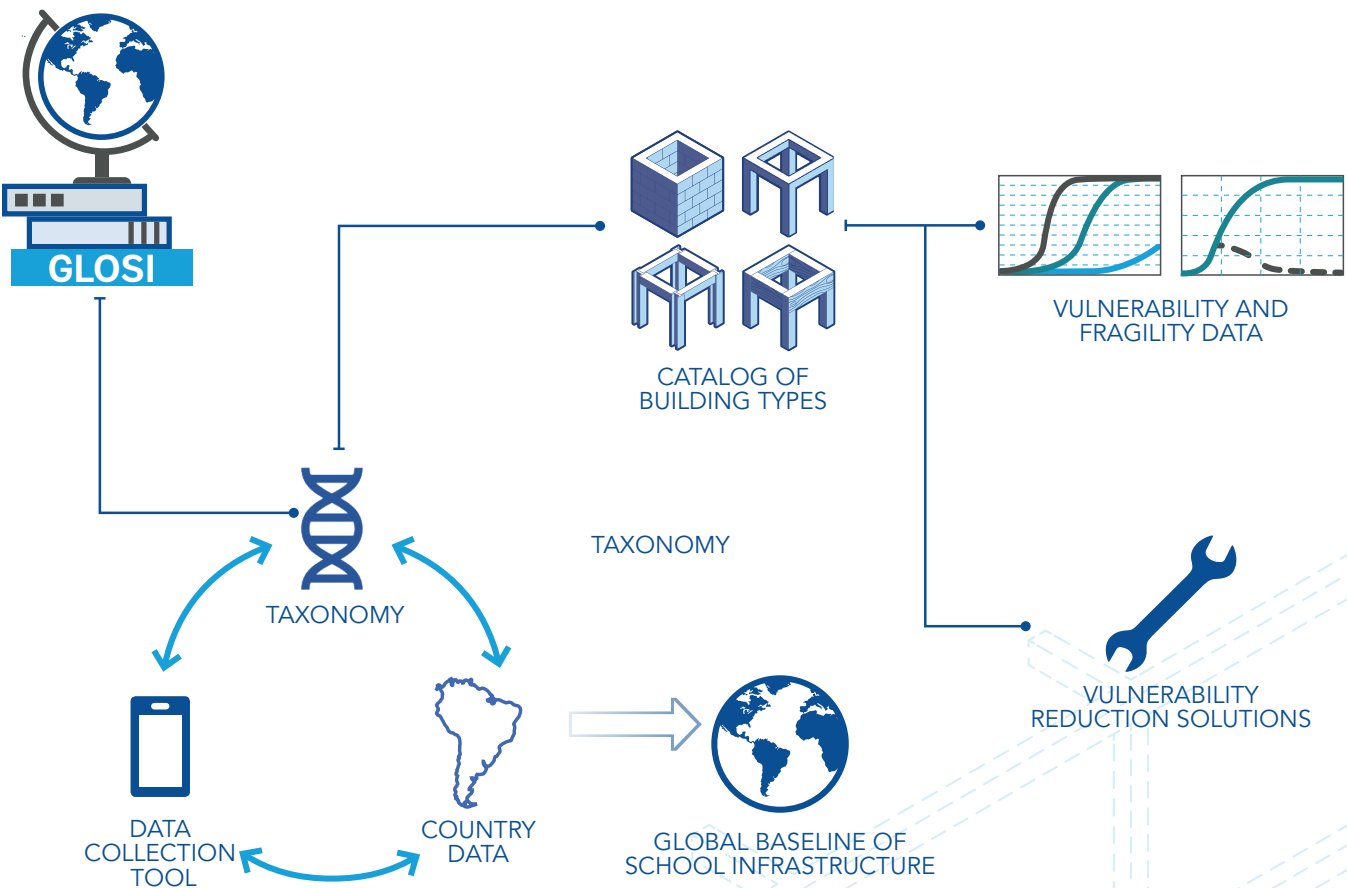 GLOSI
CATALOG OF
BUILDING TYPES
VULNERABILITY AND
FRAGILITY DATA
TAXONOMY
TAXONOMY
VULNERABILITY
REDUCTION SOLUTIONS
DATA
COLLECTION
TOOL
COUNTRY
DATA
GLOBAL BASELINE OF
SCHOOL INFRASTRUCTURE